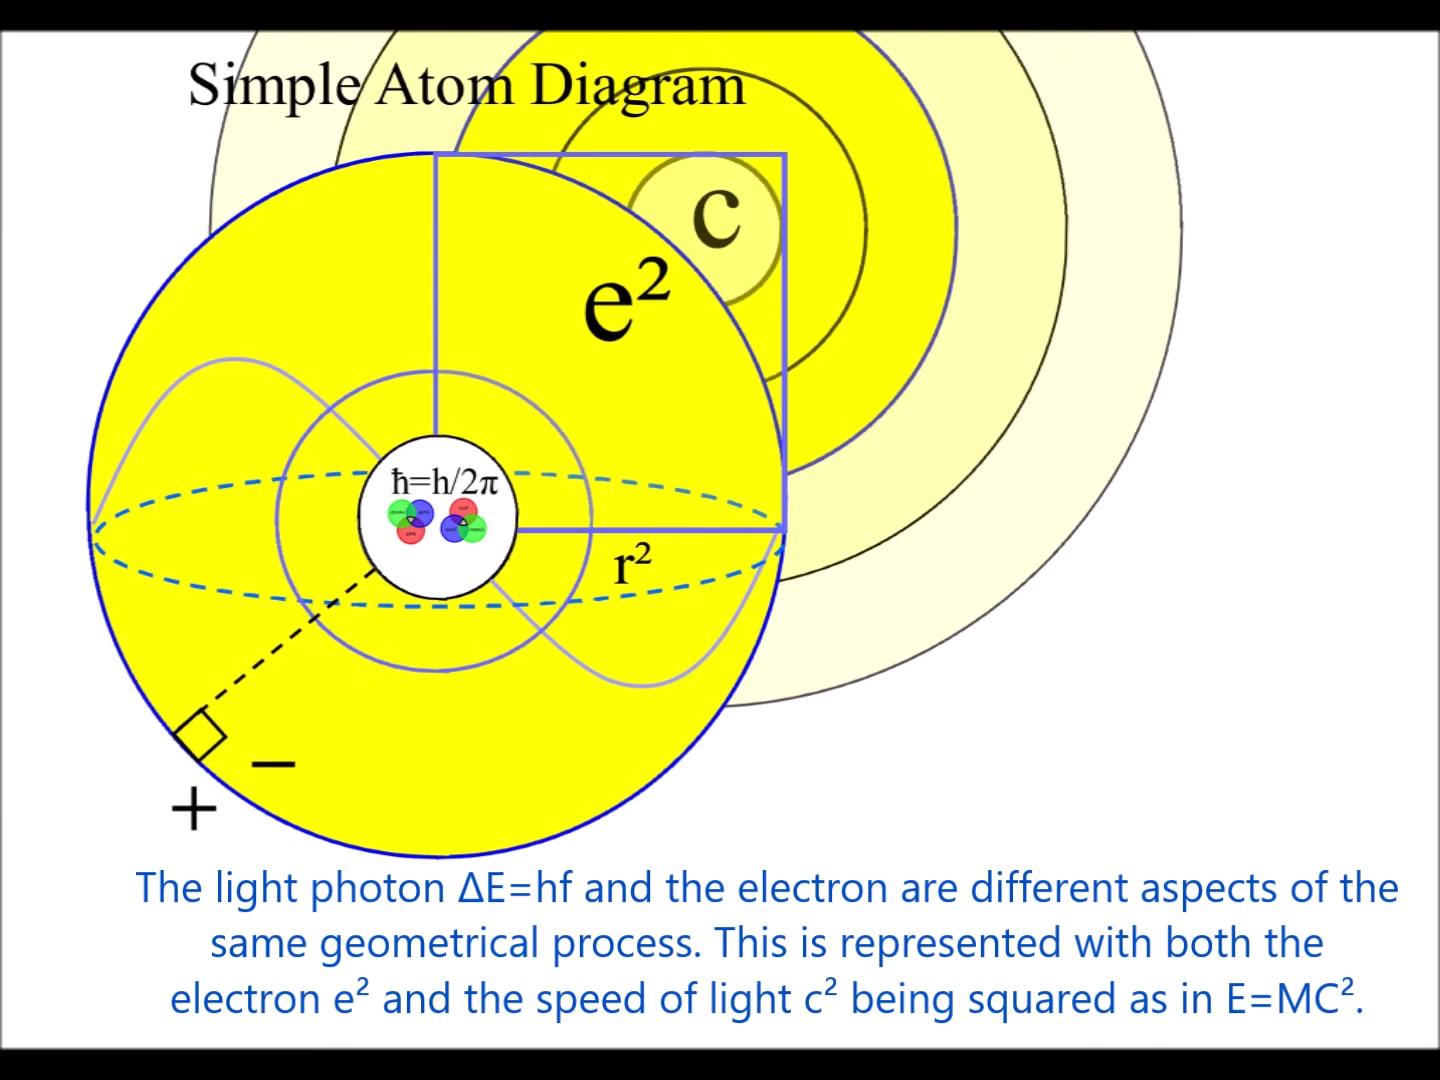 Simple Atom Diagram
c
e²
ħ=h/2π
r²
−
+
The light photon ∆E=hf and the electron are different aspects of the
same geometrical process. This is represented with both the
electron e² and the speed of light c² being squared as in E=MC².